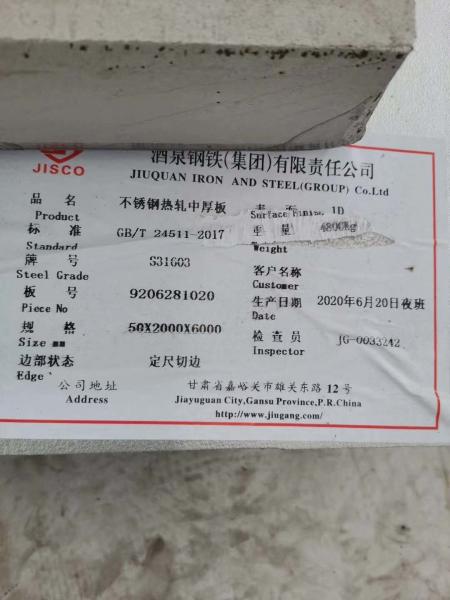 JISCO
酒泉钢铁(集团)有限责任公司
JIUQUAN IRON AND STEEL(GROUP) Co.Ltd
品 名 不锈钢热轧中厚板 表 面 1D
Product Surface Finish
标 准 GB/T 24511-2017 重 量 4800kg
Standard Weight
牌 号 S31603 客户名称
Steel Grade Customer
板 号 9206281020 生产日期 2020年6月20日夜班
Piece No Date
规 格 50X2000X6000 检 查 员 JG-0033242
Size mm Inspector
边部状态 定尺切边
Edge
公司地址 甘肃省嘉峪关市雄关东路 12号
Address Jiayuguan City,Gansu Province,P.R.China
http://www.jiugang.com/